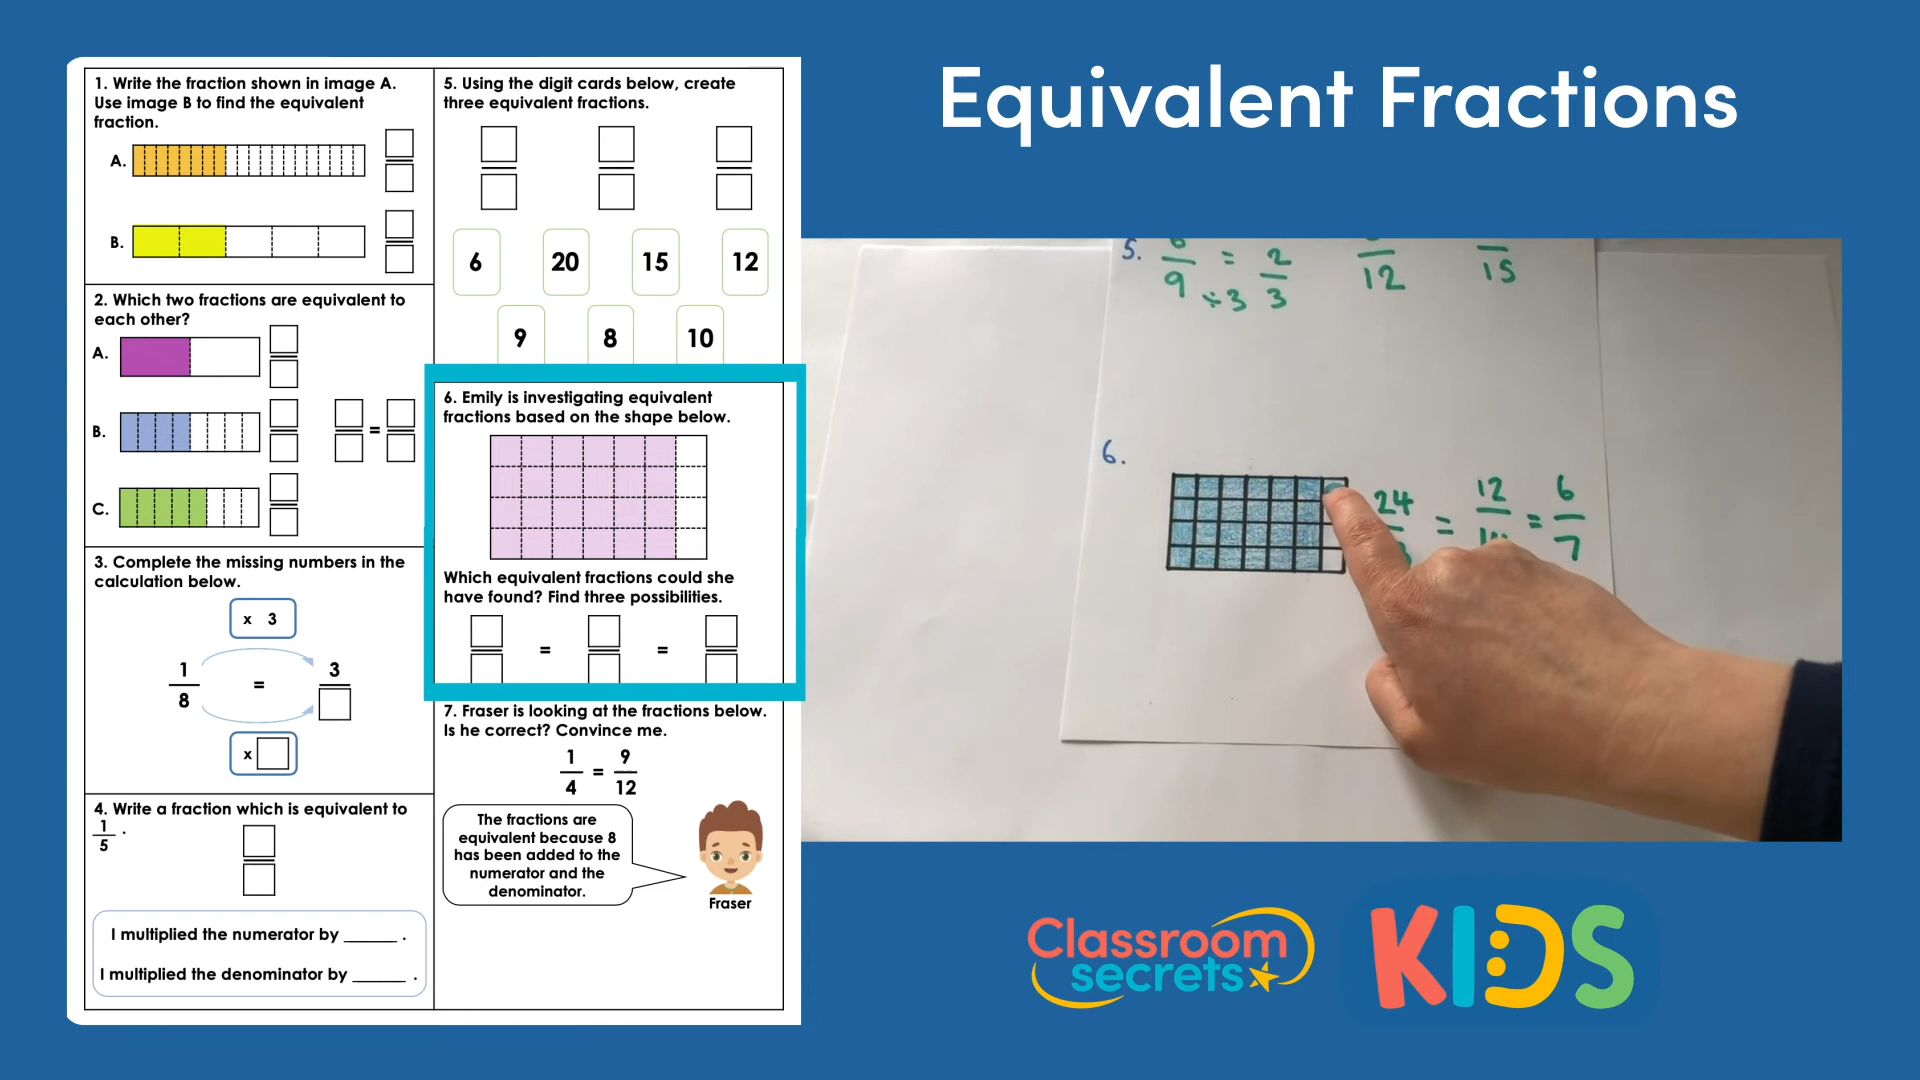 Equivalent Fractions
1. Write the fraction shown in image A.
Use image B to find the equivalent
fraction.
A.
B.
2. Which two fractions are equivalent to
each other?
A.
B.
=
C.
3. Complete the missing numbers in the
calculation below.
x 3
1
8
=
3
x
4. Write a fraction which is equivalent to
1
5
.
I multiplied the numerator by ______ .
I multiplied the denominator by ______ .
5. Using the digit cards below, create
three equivalent fractions.
6 20 15 12
9 8 10
6. Emily is investigating equivalent
fractions based on the shape below.
Which equivalent fractions could she
have found? Find three possibilities.
= =
7. Fraser is looking at the fractions below.
Is he correct? Convince me.
1 9
4 = 12
The fractions are
equivalent because 8
has been added to the
numerator and the
denominator.
Fraser
5.
9 = 2
÷3 3
12
15
6.
24 = 12 = 6
7
Classroom
secrets
KIDS